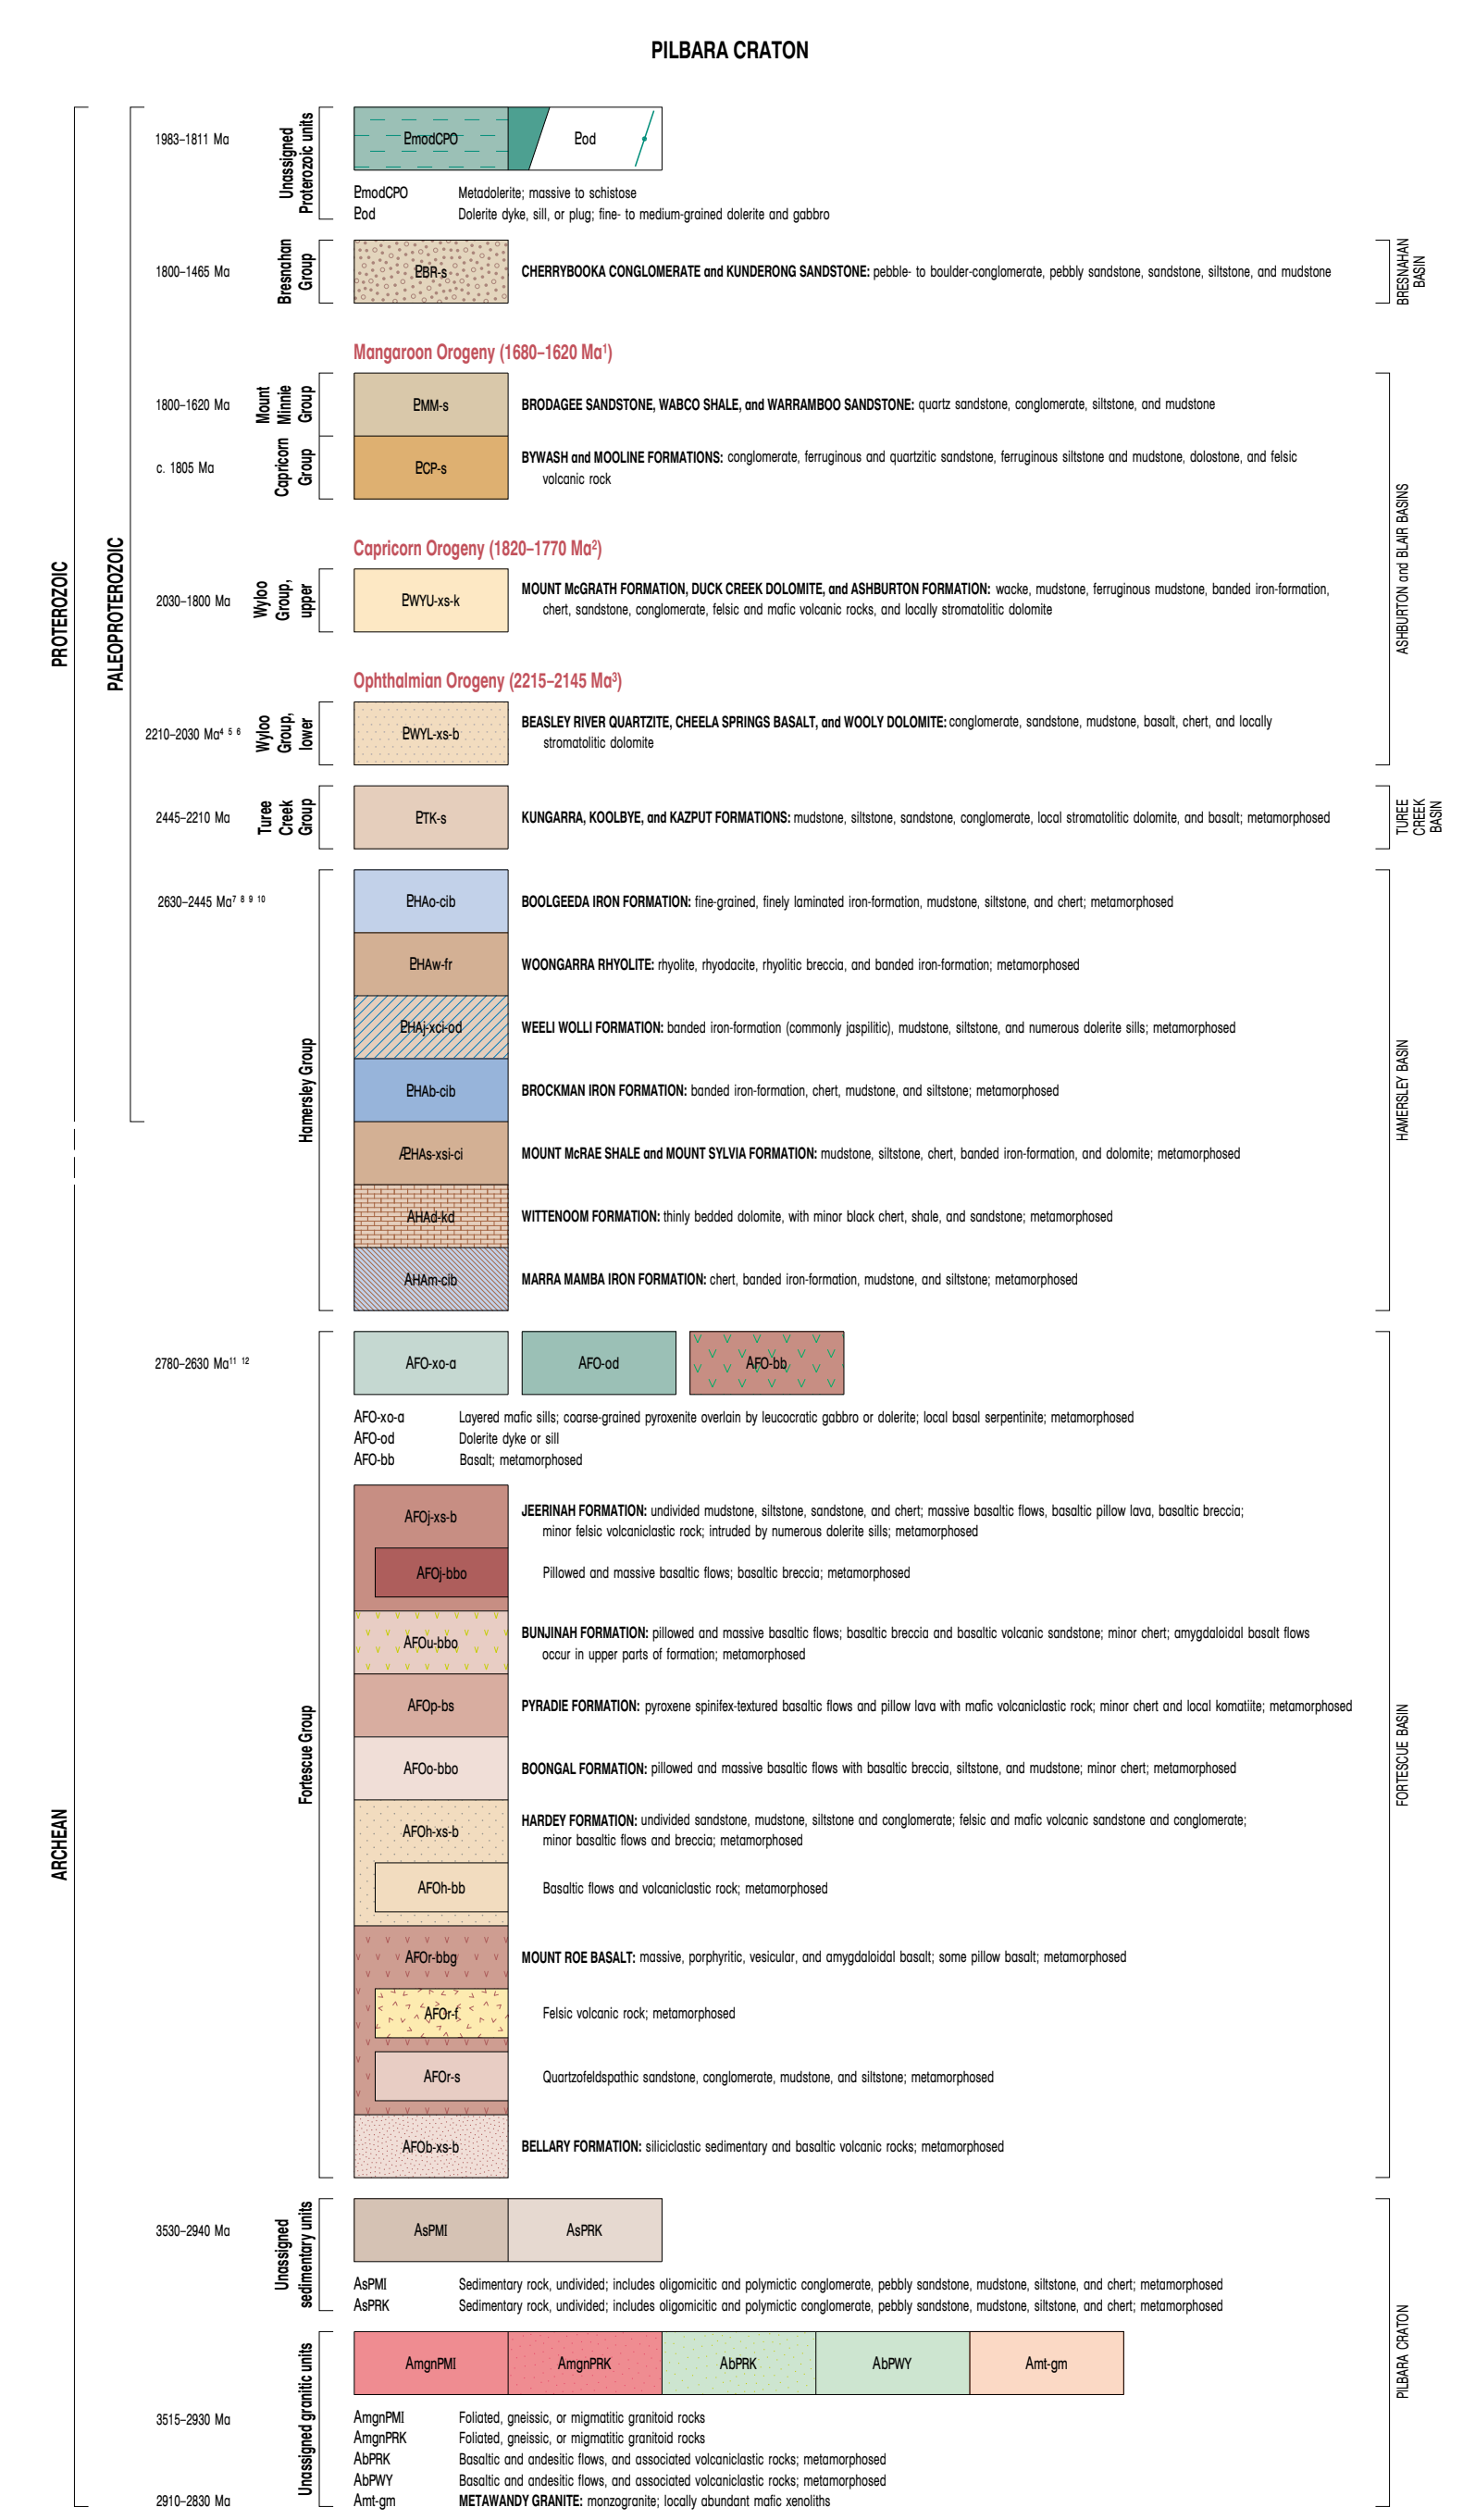 PILBARA CRATON
PROTEROZOIC
PALEOPROTEROZOIC
ARCHEAN
1983–1811 Ma
Unassigned
Proterozoic units
PmodCPO
Pod
PmodCPO Metadolerite; massive to schistose
Pod Dolerite dyke, sill, or plug; fine- to medium-grained dolerite and gabbro
1800–1465 Ma
Bresnahan
Group
PBR-s
CHERRYBOOKA CONGLOMERATE and KUNDERONG SANDSTONE: pebble- to boulder-conglomerate, pebbly sandstone, sandstone, siltstone, and mudstone
BRESNAHAN
BASIN
Mangaroon Orogeny (1680–1620 Ma¹)
1800–1620 Ma
Mount
Minnie
Group
PMM-s
BRODAGEE SANDSTONE, WABCO SHALE, and WARRAMBOO SANDSTONE: quartz sandstone, conglomerate, siltstone, and mudstone
c. 1805 Ma
Capricorn
Group
PCP-s
BYWASH and MOOLINE FORMATIONS: conglomerate, ferruginous and quartzitic sandstone, ferruginous siltstone and mudstone, dolostone, and felsic
volcanic rock
ASHBURTON and BLAIR BASINS
Capricorn Orogeny (1820–1770 Ma²)
2030–1800 Ma
Wyloo
Group,
upper
PWYU-xs-k
MOUNT McGRATH FORMATION, DUCK CREEK DOLOMITE, and ASHBURTON FORMATION: wacke, mudstone, ferruginous mudstone, banded iron-formation,
chert, sandstone, conglomerate, felsic and mafic volcanic rocks, and locally stromatolitic dolomite
Ophthalmian Orogeny (2215–2145 Ma³)
2210–2030 Ma⁴ ⁵ ⁶
Wyloo
Group,
lower
PWYL-xs-b
BEASLEY RIVER QUARTZITE, CHEELA SPRINGS BASALT, and WOOLY DOLOMITE: conglomerate, sandstone, mudstone, basalt, chert, and locally
stromatolitic dolomite
2445–2210 Ma
Turee
Creek
Group
PTK-s
KUNGARRA, KOOLBYE, and KAZPUT FORMATIONS: mudstone, siltstone, sandstone, conglomerate, local stromatolitic dolomite, and basalt; metamorphosed
TUREE
CREEK
BASIN
2630–2445 Ma⁷ ⁸ ⁹ ¹⁰
Hamersley Group
PHAo-cib
BOOLGEEDA IRON FORMATION: fine-grained, finely laminated iron-formation, mudstone, siltstone, and chert; metamorphosed
PHAw-fr
WOONGARRA RHYOLITE: rhyolite, rhyodacite, rhyolitic breccia, and banded iron-formation; metamorphosed
PHAj-xci-od
WEELI WOLLI FORMATION: banded iron-formation (commonly jaspilitic), mudstone, siltstone, and numerous dolerite sills; metamorphosed
PHAb-cib
BROCKMAN IRON FORMATION: banded iron-formation, chert, mudstone, and siltstone; metamorphosed
APHAs-xsi-ci
MOUNT McRAE SHALE and MOUNT SYLVIA FORMATION: mudstone, siltstone, chert, banded iron-formation, and dolomite; metamorphosed
AHAd-kd
WITTENOOM FORMATION: thinly bedded dolomite, with minor black chert, shale, and sandstone; metamorphosed
AHAm-cib
MARRA MAMBA IRON FORMATION: chert, banded iron-formation, mudstone, and siltstone; metamorphosed
HAMERSLEY BASIN
2780–2630 Ma¹¹ ¹²
Fortescue Group
AFO-xo-a
AFO-od
AFO-bb
AFO-xo-a Layered mafic sills; coarse-grained pyroxenite overlain by leucocratic gabbro or dolerite; local basal serpentinite; metamorphosed
AFO-od Dolerite dyke or sill
AFO-bb Basalt; metamorphosed
AFOj-xs-b
JEERINAH FORMATION: undivided mudstone, siltstone, sandstone, and chert; massive basaltic flows, basaltic pillow lava, basaltic breccia;
minor felsic volcaniclastic rock; intruded by numerous dolerite sills; metamorphosed
AFOj-bbo
Pillowed and massive basaltic flows; basaltic breccia; metamorphosed
AFOu-bbo
BUNJINAH FORMATION: pillowed and massive basaltic flows; basaltic breccia and basaltic volcanic sandstone; minor chert; amygdaloidal basalt flows
occur in upper parts of formation; metamorphosed
AFOp-bs
PYRADIE FORMATION: pyroxene spinifex-textured basaltic flows and pillow lava with mafic volcaniclastic rock; minor chert and local komatiite; metamorphosed
AFOo-bbo
BOONGAL FORMATION: pillowed and massive basaltic flows with basaltic breccia, siltstone, and mudstone; minor chert; metamorphosed
AFOh-xs-b
HARDEY FORMATION: undivided sandstone, mudstone, siltstone and conglomerate; felsic and mafic volcanic sandstone and conglomerate;
minor basaltic flows and breccia; metamorphosed
AFOh-bb
Basaltic flows and volcaniclastic rock; metamorphosed
AFOr-bbg
MOUNT ROE BASALT: massive, porphyritic, vesicular, and amygdaloidal basalt; some pillow basalt; metamorphosed
AFOr-f
Felsic volcanic rock; metamorphosed
AFOr-s
Quartzofeldspathic sandstone, conglomerate, mudstone, and siltstone; metamorphosed
AFOb-xs-b
BELLARY FORMATION: siliciclastic sedimentary and basaltic volcanic rocks; metamorphosed
FORTESCUE BASIN
3530–2940 Ma
Unassigned
sedimentary units
AsPMI
AsPRK
AsPMI Sedimentary rock, undivided; includes oligomicitic and polymictic conglomerate, pebbly sandstone, mudstone, siltstone, and chert; metamorphosed
AsPRK Sedimentary rock, undivided; includes oligomicitic and polymictic conglomerate, pebbly sandstone, mudstone, siltstone, and chert; metamorphosed
PILBARA CRATON
Unassigned granitic units
AmgnPMI
AmgnPRK
AbPRK
AbPWY
Amt-gm
3515–2930 Ma
AmgnPMI Foliated, gneissic, or migmatitic granitoid rocks
AmgnPRK Foliated, gneissic, or migmatitic granitoid rocks
AbPRK Basaltic and andesitic flows, and associated volcaniclastic rocks; metamorphosed
AbPWY Basaltic and andesitic flows, and associated volcaniclastic rocks; metamorphosed
2910–2830 Ma
Amt-gm METAWANDY GRANITE: monzogranite; locally abundant mafic xenoliths